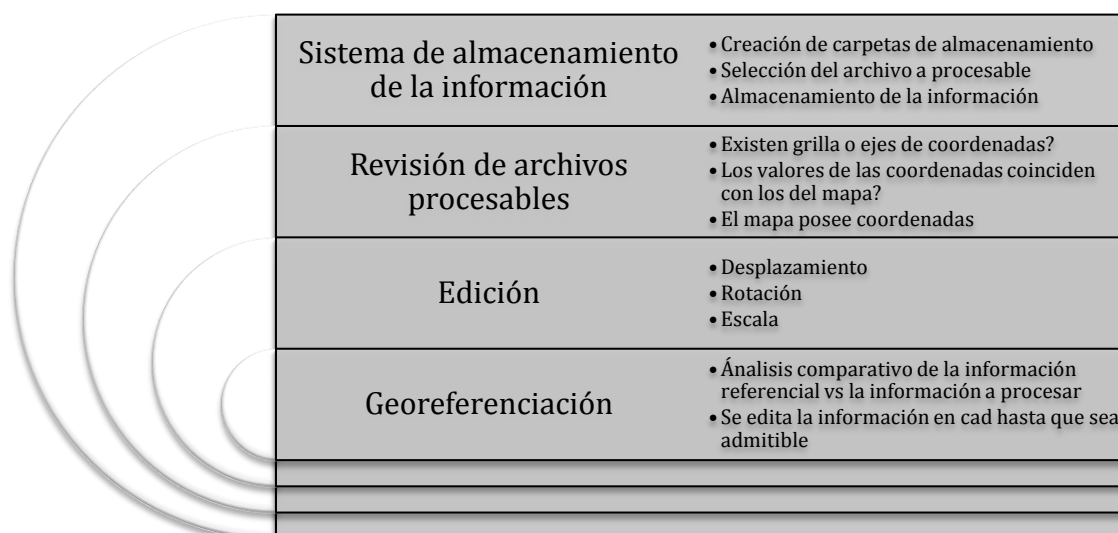 Sistema de almacenamiento
de la información
• Creación de carpetas de almacenamiento
• Selección del archivo a procesable
• Almacenamiento de la información
Revisión de archivos
procesables
• Existen grilla o ejes de coordenadas?
• Los valores de las coordenadas coinciden
con los del mapa?
• El mapa posee coordenadas
Edición
• Desplazamiento
• Rotación
• Escala
Georeferenciación
• Ánalisis comparativo de la información
referencial vs la información a procesar
• Se edita la información en cad hasta que sea
admitible